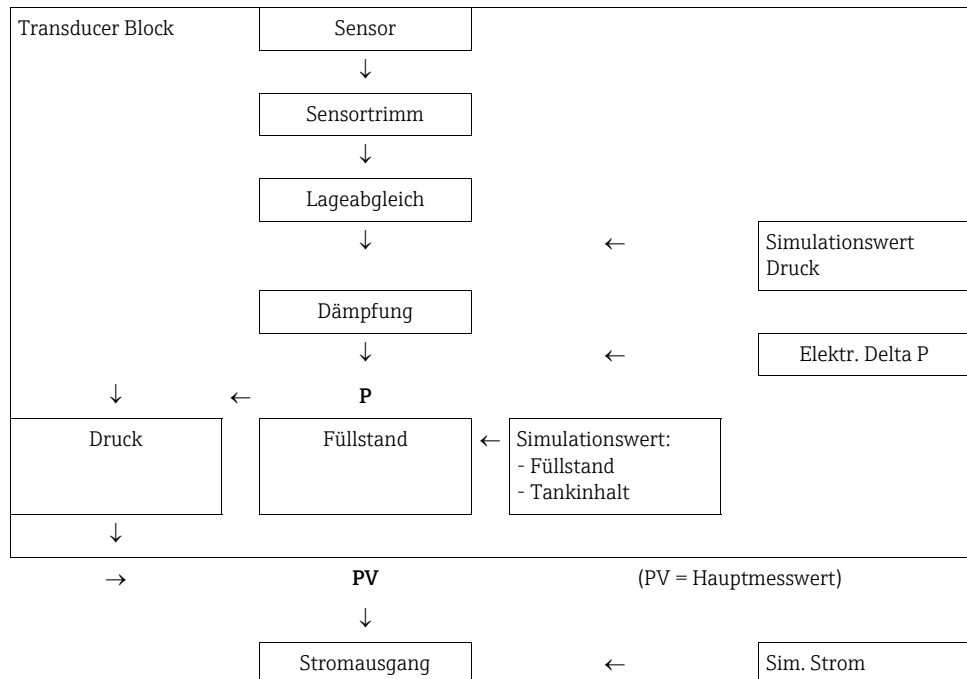 Transducer Block
Sensor
↓
Sensortrimm
↓
Lageabgleich
↓ ← Simulationswert
Druck
Dämpfung
↓ ← Elektr. Delta P
↓ ← P
Druck
Füllstand
← Simulationswert:
- Füllstand
- Tankinhalt
↓
→ PV (PV = Hauptmesswert)
↓
Stromausgang ← Sim. Strom